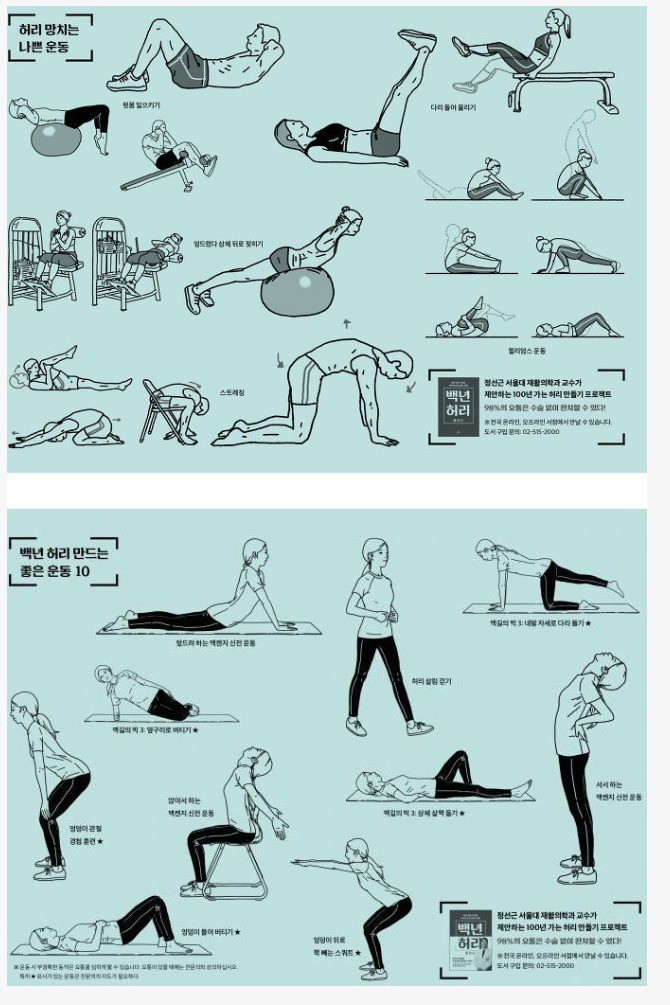 허리 망치는
나쁜 운동
윗몸 일으키기
다리 들어 올리기
엎드렸다 상체 뒤로 젖히기
윌리엄스 운동
스트레칭
백년
허리
정선근 서울대 재활의학과 교수가
제안하는 100년 가는 허리 만들기 프로젝트
98%의 요통은 수술 없이 완치할 수 있다!
※ 전국 온라인, 오프라인 서점에서 만날 수 있습니다.
도서 구입 문의: 02-515-2000
백년 허리 만드는
좋은 운동 10
엎드려 하는 맥켄지 신전 운동
맥길의 빅 3: 네발 자세로 다리 들기 ★
허리 살림 걷기
맥길의 빅 3: 옆구리로 버티기 ★
앉아서 하는
맥켄지 신전 운동
서서 하는
맥켄지 신전 운동
맥길의 빅 3: 상체 살짝 들기 ★
엉덩이 관절
경첩 훈련 ★
엉덩이 들어 버티기 ★
엉덩이 뒤로
쭉 빼는 스쿼트 ★
백년
허리
정선근 서울대 재활의학과 교수가
제안하는 100년 가는 허리 만들기 프로젝트
98%의 요통은 수술 없이 완치할 수 있다!
※ 전국 온라인, 오프라인 서점에서 만날 수 있습니다.
도서 구입 문의: 02-515-2000
※ 운동 시 부정확한 동작은 요통을 심하게 할 수 있습니다. 요통이 있을 때에는 전문의와 상의하십시오.
특히 ★ 표시가 있는 운동은 전문의의 지도가 필요하다.